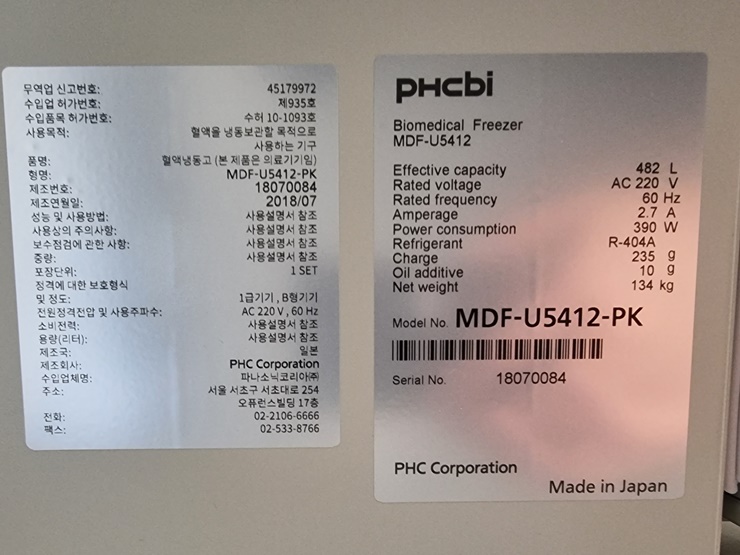 무역업 신고번호: 45179972
수입업 허가번호: 제935호
수입품목 허가번호: 수허 10-1093호
사용목적: 혈액을 냉동보관할 목적으로
사용하는 기구
품명: 혈액냉동고 (본 제품은 의료기기임)
형명: MDF-U5412-PK
제조번호: 18070084
제조연월일: 2018/07
성능 및 사용방법: 사용설명서 참조
사용상의 주의사항: 사용설명서 참조
보수점검에 관한 사항: 사용설명서 참조
중량: 사용설명서 참조
포장단위: 1 SET
정격에 대한 보호형식
및 정도: 1급기기 , B형기기
전원정격전압 및 사용주파수: AC 220 V , 60 Hz
소비전력: 사용설명서 참조
용량(리터): 사용설명서 참조
제조국: 일본
제조회사: PHC Corporation
수입업체명: 파나소닉코리아㈜
주소: 서울 서초구 서초대로 254
오퓨런스빌딩 17층
전화: 02-2106-6666
팩스: 02-533-8766
PHCbi
Biomedical Freezer
MDF-U5412
Effective capacity 482 L
Rated voltage AC 220 V
Rated frequency 60 Hz
Amperage 2.7 A
Power consumption 390 W
Refrigerant R-404A
Charge 235 g
Oil additive 10 g
Net weight 134 kg
Model No. MDF-U5412-PK
Serial No. 18070084
PHC Corporation
Made in Japan